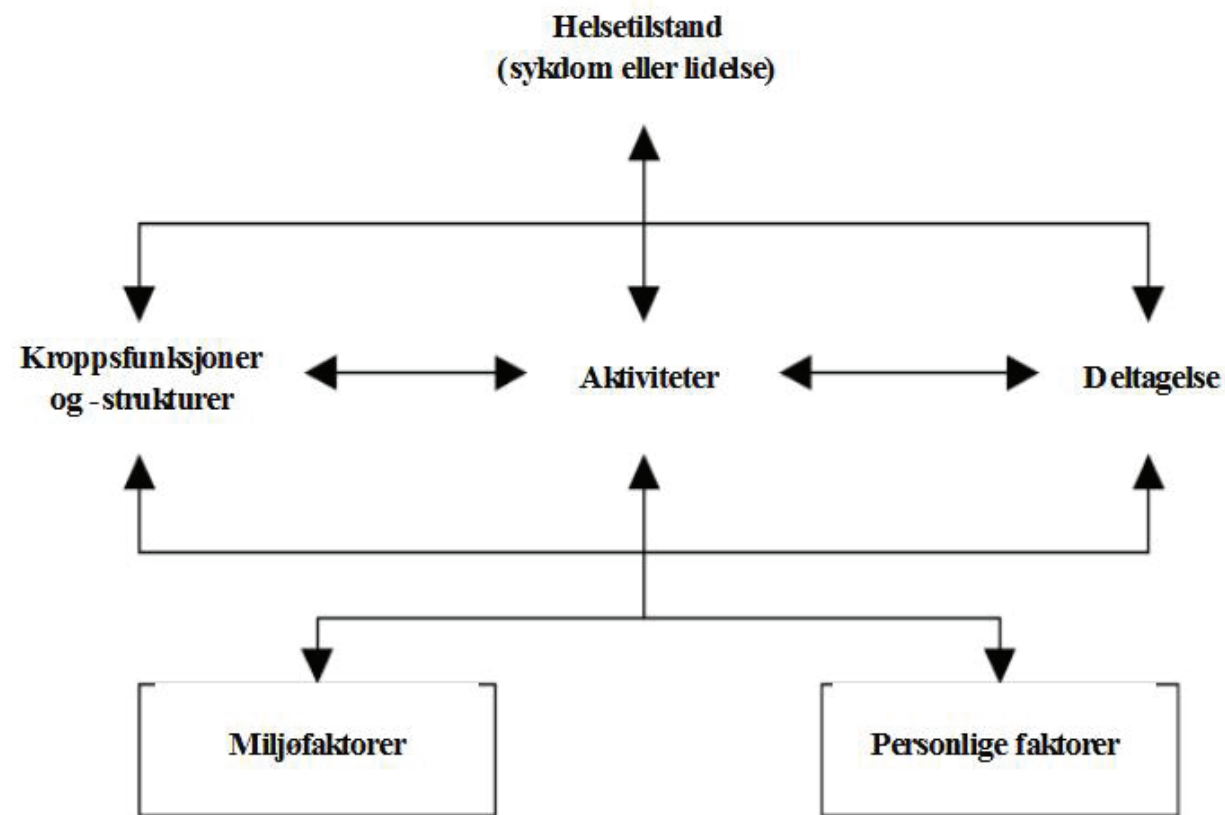 Helsetilstand
(sykdom eller lidelse)
Kroppsfunksjoner
og -strukturer
Aktiviteter
Deltagelse
Miljøfaktorer
Personlige faktorer